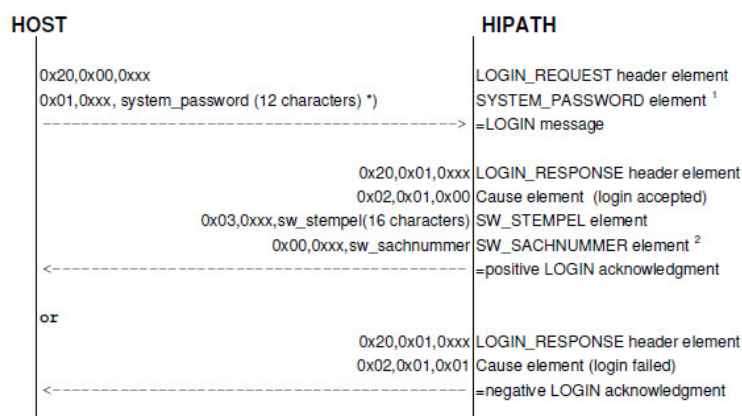 HOST HIPATH
0x20,0x00,0xxx LOGIN_REQUEST header element
0x01,0xxx, system_password (12 characters) *) SYSTEM_PASSWORD element 1
=LOGIN message
0x20,0x01,0xxx LOGIN_RESPONSE header element
0x02,0x01,0x00 Cause element (login accepted)
0x03,0xxx,sw_stempel(16 characters) SW_STEMPEL element
0x00,0xxx,sw_sachnummer SW_SACHNUMMER element 2
=positive LOGIN acknowledgment
or
0x20,0x01,0xxx LOGIN_RESPONSE header element
0x02,0x01,0x01 Cause element (login failed)
=negative LOGIN acknowledgment